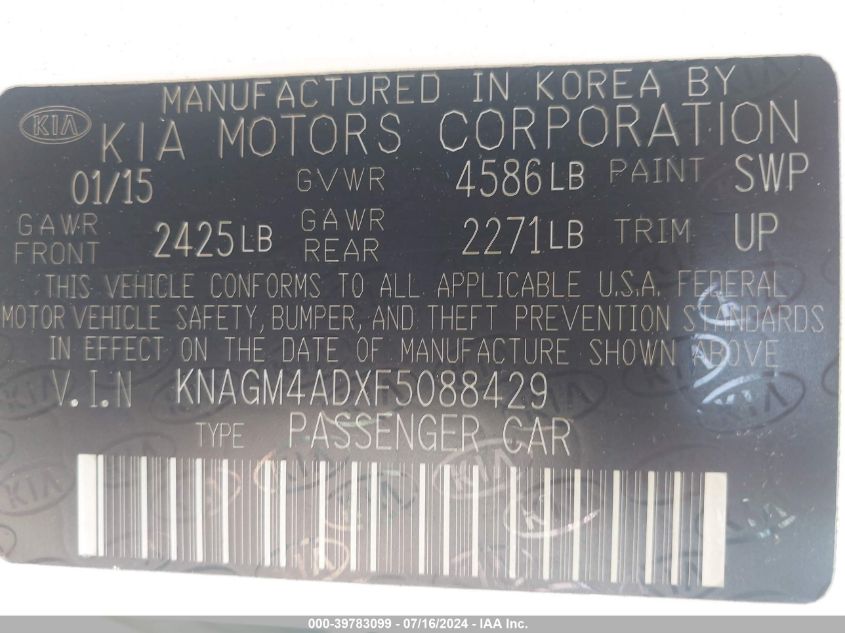 MANUFACTURED IN KOREA BY
KIA KIA MOTORS CORPORATION
01/15 GVWR 4586LB PAINT SWP
GAWR FRONT 2425LB GAWR REAR 2271LB TRIM UP
THIS VEHICLE CONFORMS TO ALL APPLICABLE U.S.A. FEDERAL
MOTOR VEHICLE SAFETY, BUMPER, AND THEFT PREVENTION STANDARDS
IN EFFECT ON THE DATE OF MANUFACTURE SHOWN ABOVE
V.I.N KNAGM4ADXF5088429
TYPE PASSENGER CAR
000-39783099 - 07/16/2024 - IAA Inc.